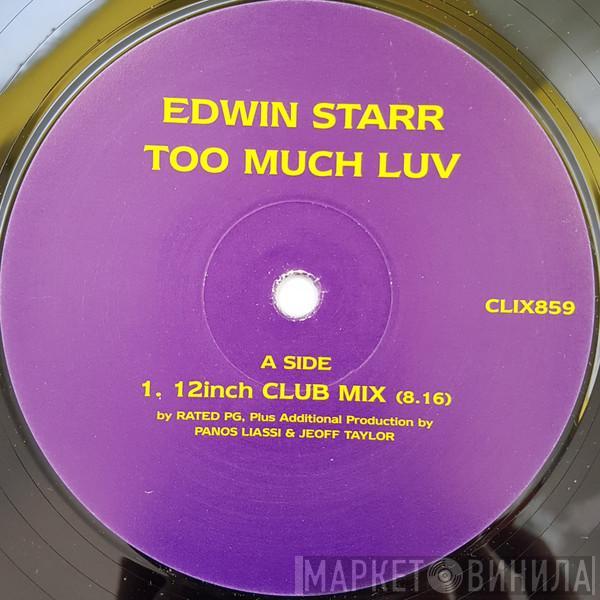 EDWIN STARR
TOO MUCH LUV
CLIX859
A SIDE
1. 12inch CLUB MIX (8.16)
by RATED PG, Plus Additional Production by
PANOS LIASSI & JEOFF TAYLOR
МАРКЕТ ВИНИЛА